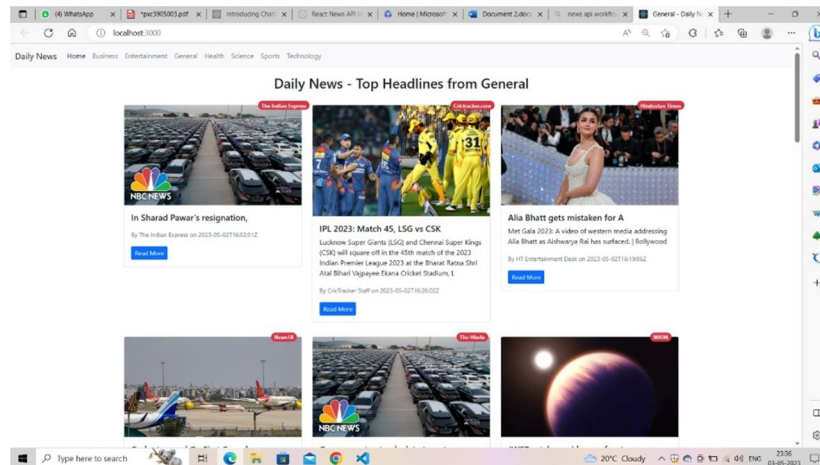 (4) WhatsApp
*pxc3905003.pdf
Introducing Chat
React News API
Home | Microsoft
Document 2.docx
news api workflo
General - Daily N
localhost:3000
Daily News Home Business Entertainment General Health Science Sports Technology
Daily News - Top Headlines from General
The Indian Express
NBC NEWS
In Sharad Pawar's resignation,
By The Indian Express on 2023-05-02T16:52:01Z
Read More
Crictracker.com
7
31
IPL 2023: Match 45, LSG vs CSK
Lucknow Super Giants (LSG) and Chennai Super Kings
(CSK) will square off in the 45th match of the 2023
Indian Premier League 2023 at the Bharat Ratna Shri
Atal Bihari Vajpayee Ekana Cricket Stadium, L
By CricTracker Staff on 2023-05-02T16:26:03Z
Read More
Hindustan Times
Alia Bhatt gets mistaken for A
Met Gala 2023: A video of western media addressing
Alia Bhatt as Aishwarya Rai has surfaced. | Bollywood
By HT Entertainment Desk on 2023-05-02T16:19:06Z
Read More
News18
The Hindu
NBC NEWS
WION
Type here to search
20°C Cloudy
ENG
23:36
03-05-2023